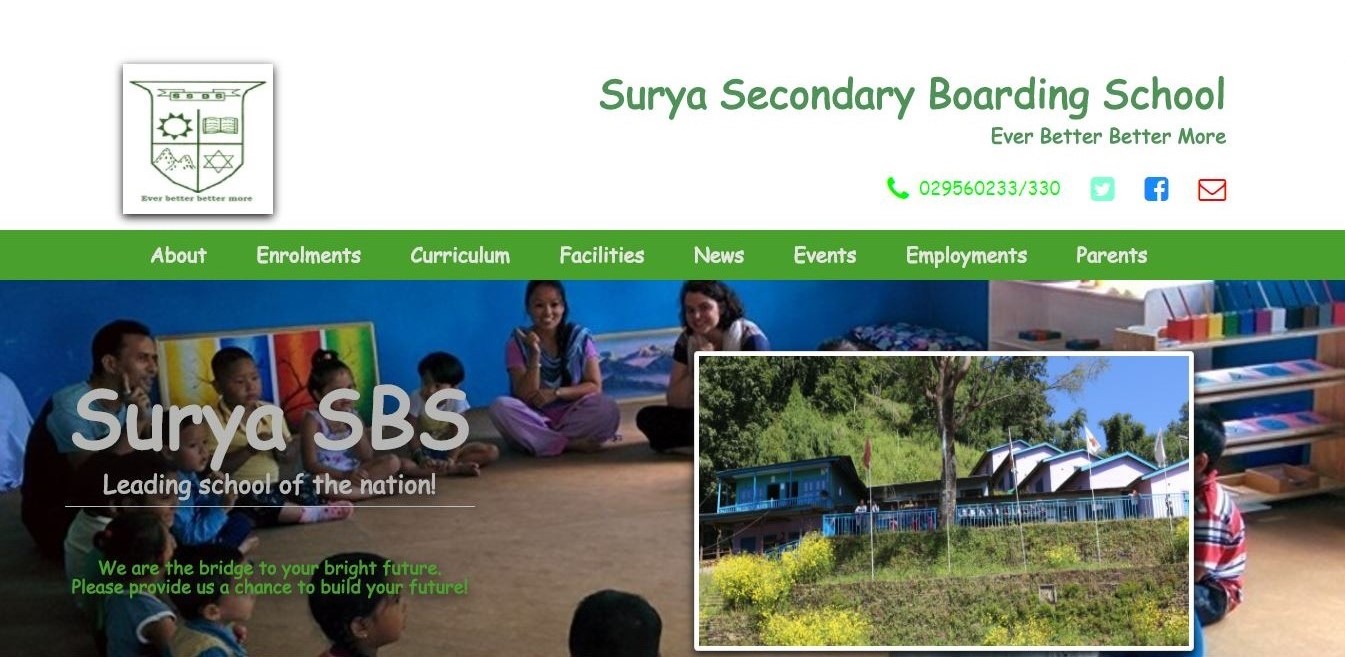 S S B S
Ever better better more
Surya Secondary Boarding School
Ever Better Better More
029560233/330
About Enrolments Curriculum Facilities News Events Employments Parents
Surya SBS
Leading school of the nation!
We are the bridge to your bright future.
Please provide us a chance to build your future!